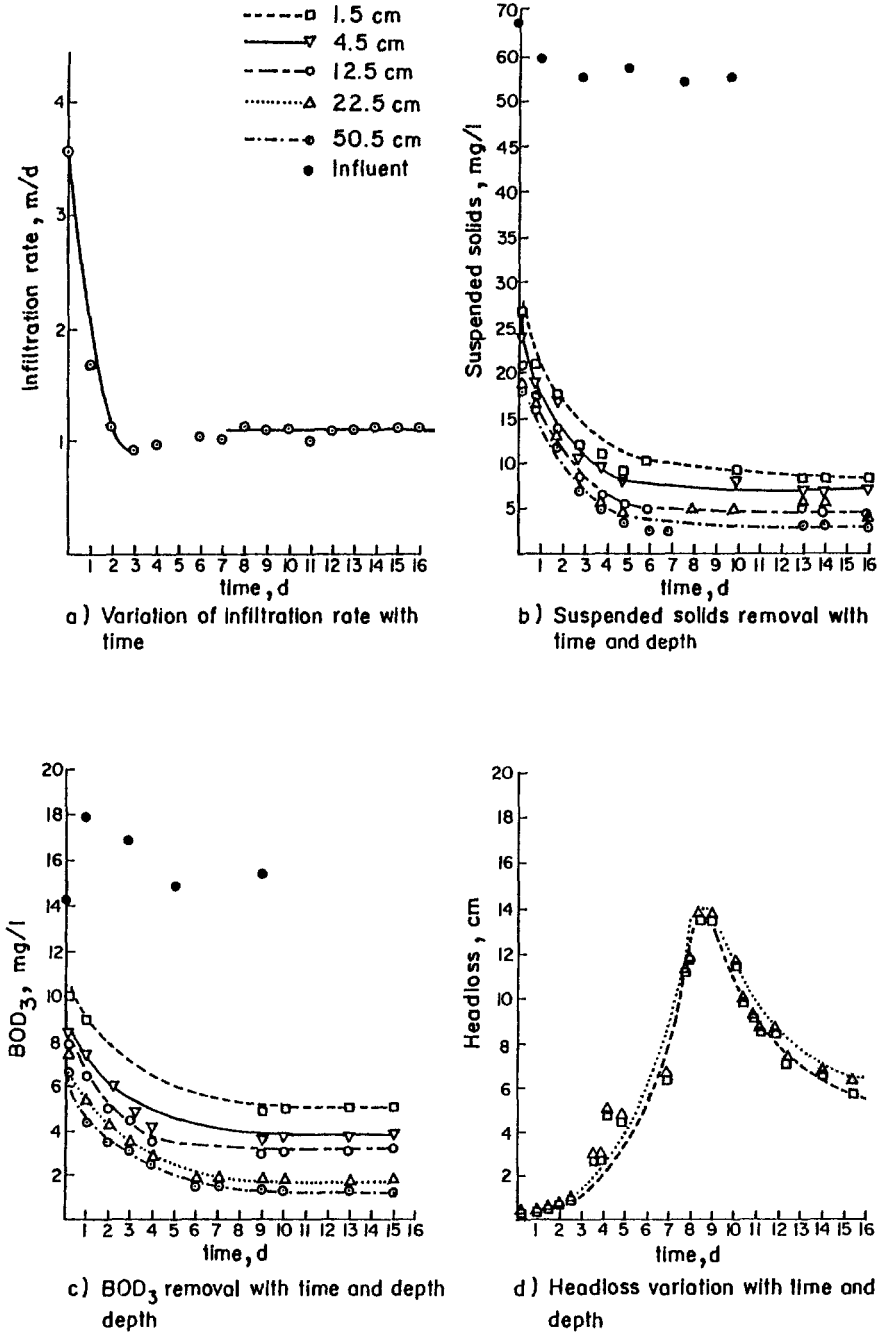 1.5 cm
4.5 cm
12.5 cm
22.5 cm
50.5 cm
Influent
Infiltration rate, m/d
4
3
2
1
1 2 3 4 5 6 7 8 9 10 11 12 13 14 15 16
time, d
a) Variation of infiltration rate with
time
Suspended solids, mg/l
70
60
50
45
40
35
30
25
20
15
10
5
1 2 3 4 5 6 7 8 9 10 11 12 13 14 15 16
time, d
b) Suspended solids removal with
time and depth
BOD3, mg/l
20
18
16
14
12
10
8
6
4
2
1 2 3 4 5 6 7 8 9 10 11 12 13 14 15 16
time, d
c) BOD3 removal with time and depth
depth
Headloss, cm
20
18
16
14
12
10
8
6
4
2
0 1 2 3 4 5 6 7 8 9 10 11 12 13 14 15 16
time, d
d) Headloss variation with time and
depth